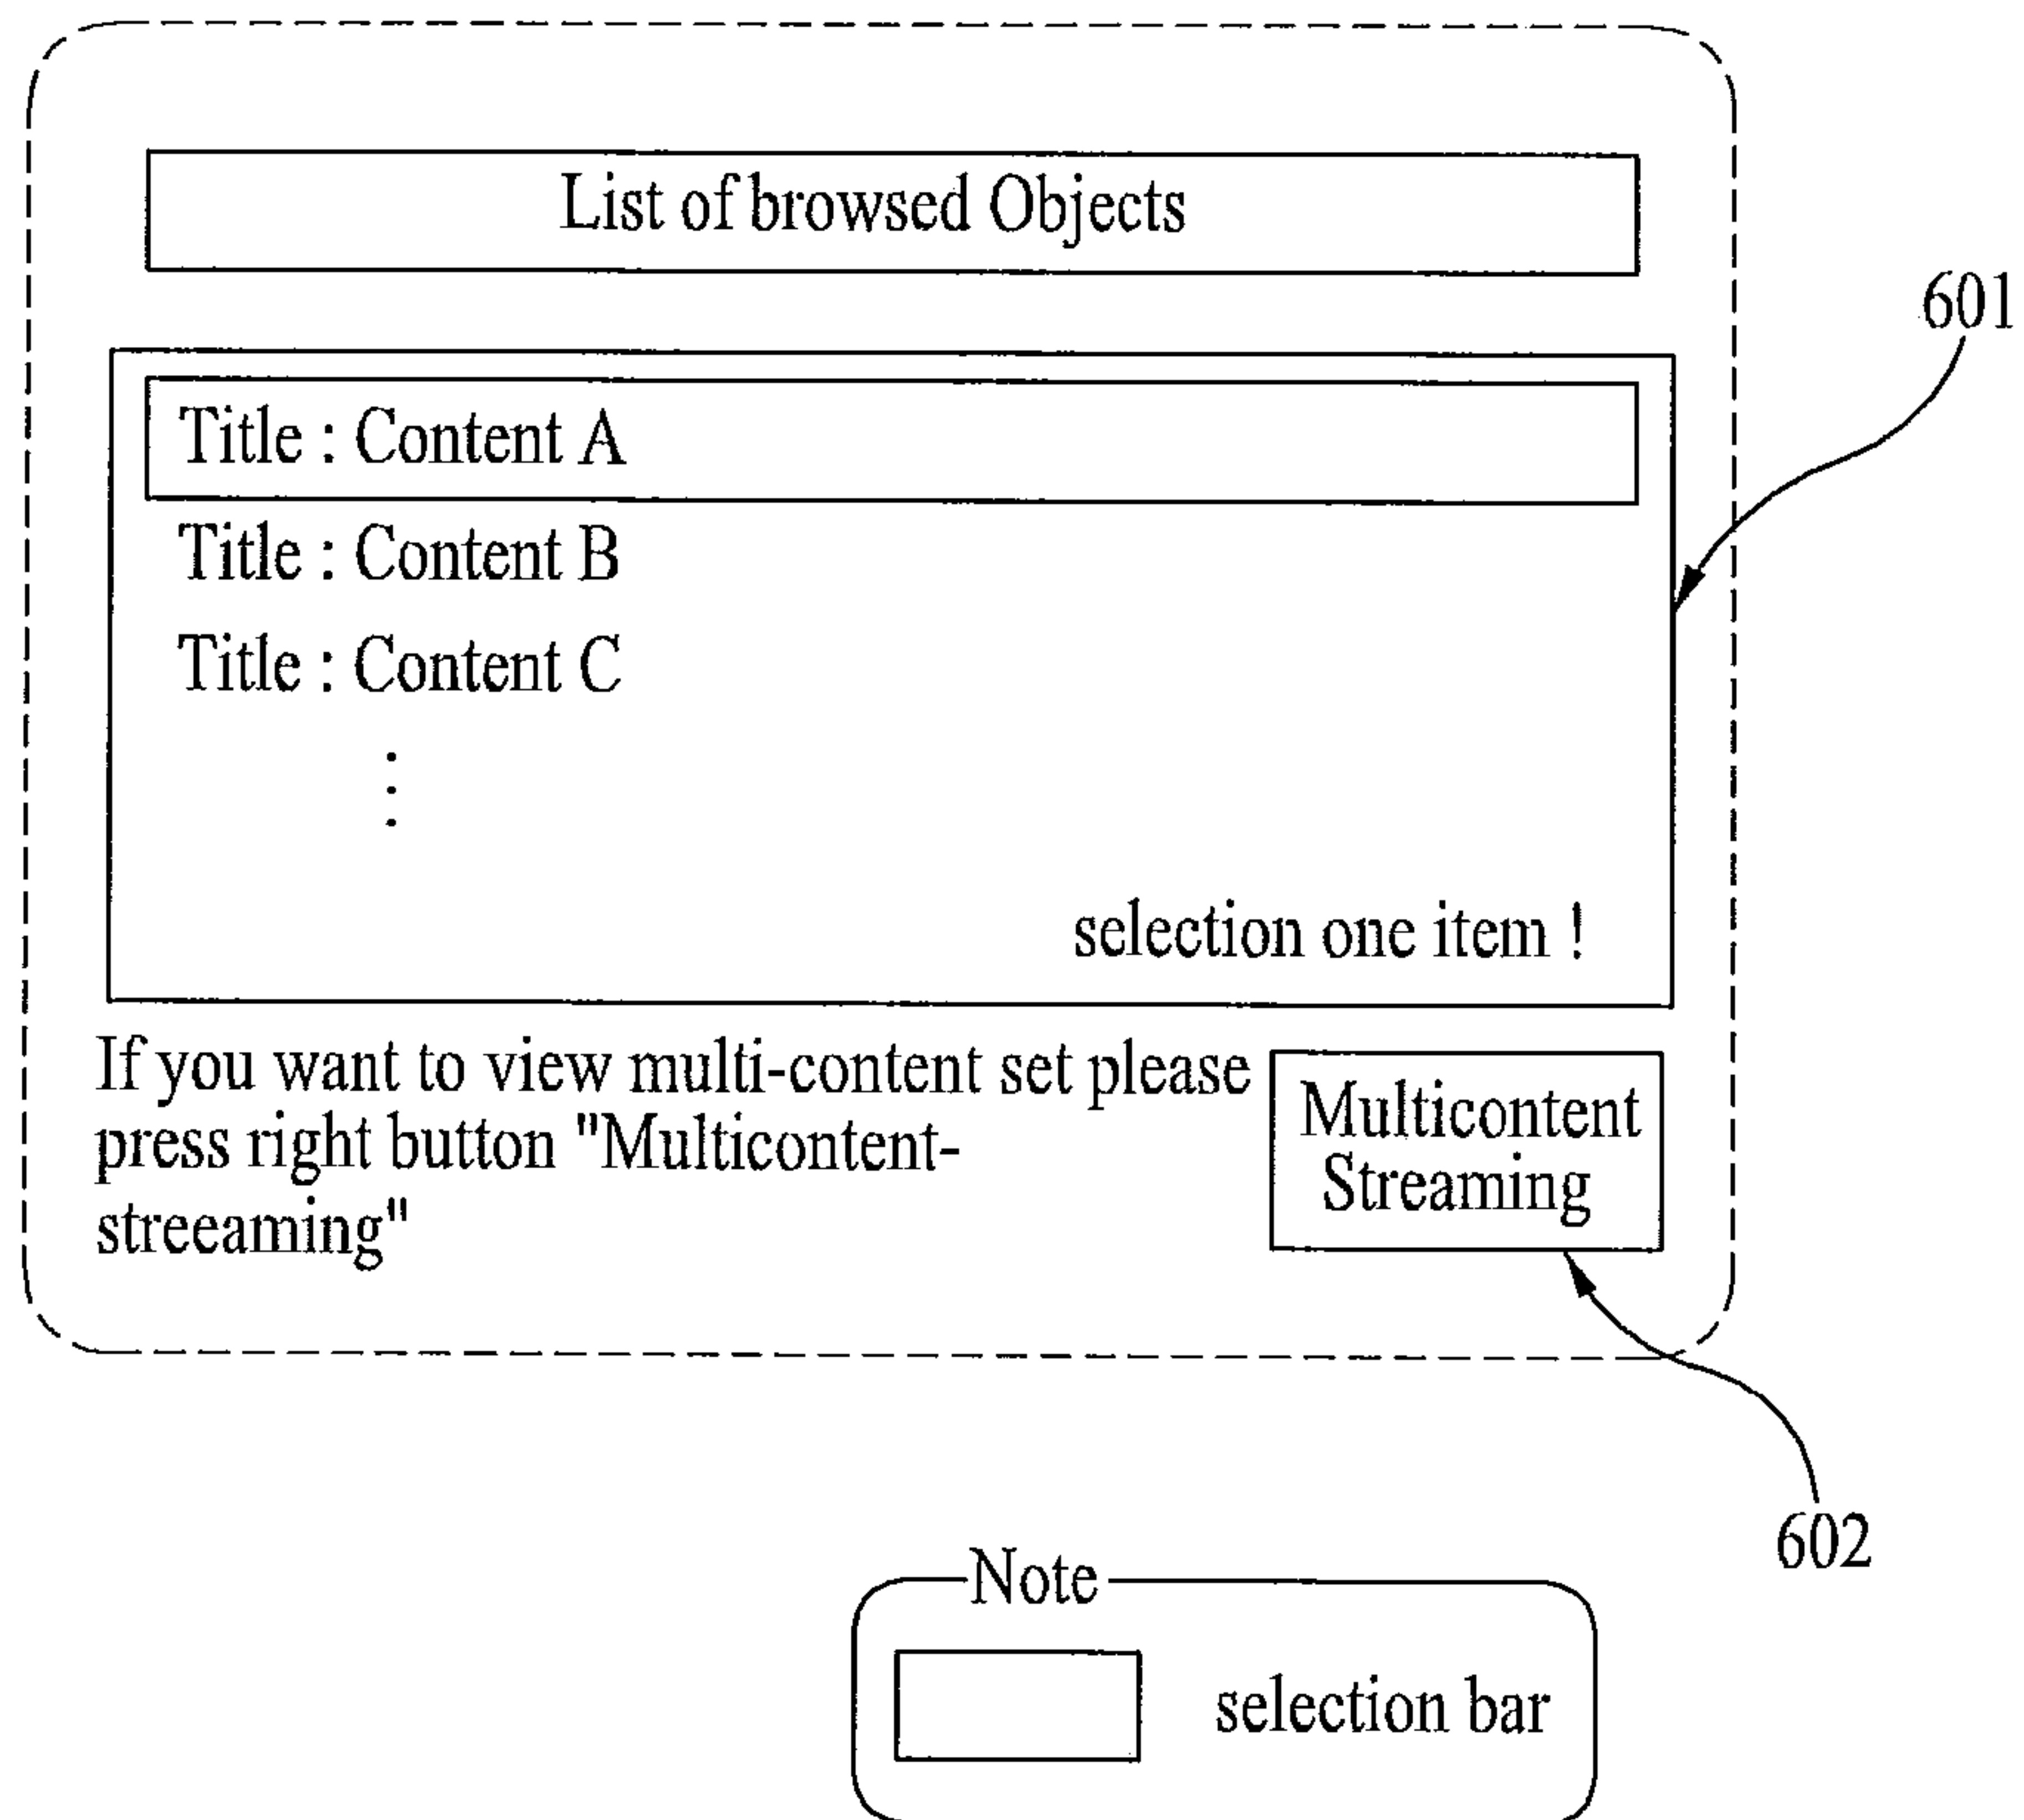 List of browsed Objects
601
Title : Content A
Title : Content B
Title : Content C
selection one item !
If you want to view multi-content set please
press right button "Multicontent-
streeaming"
Multicontent
Streaming
602
Note
selection bar